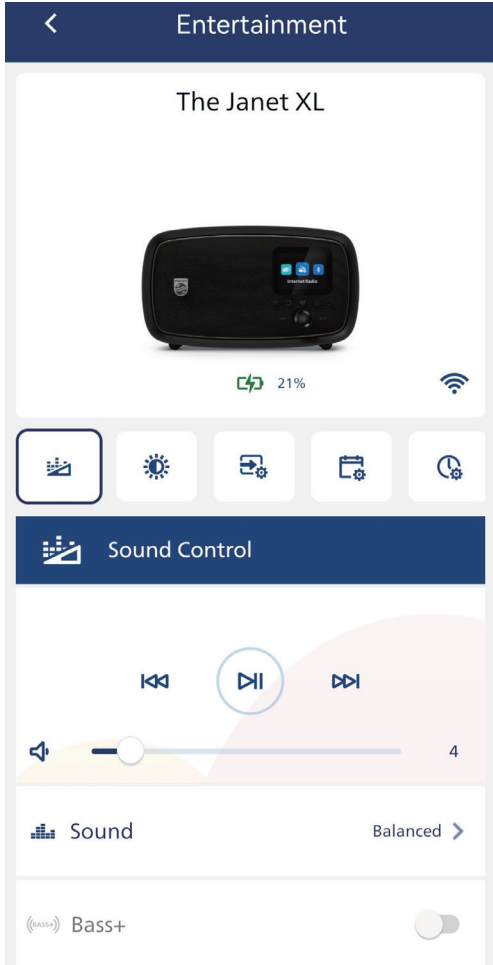 Entertainment
The Janet XL
Internet Radio
21%
Sound Control
4
Sound
Balanced
((BASS+)) Bass+